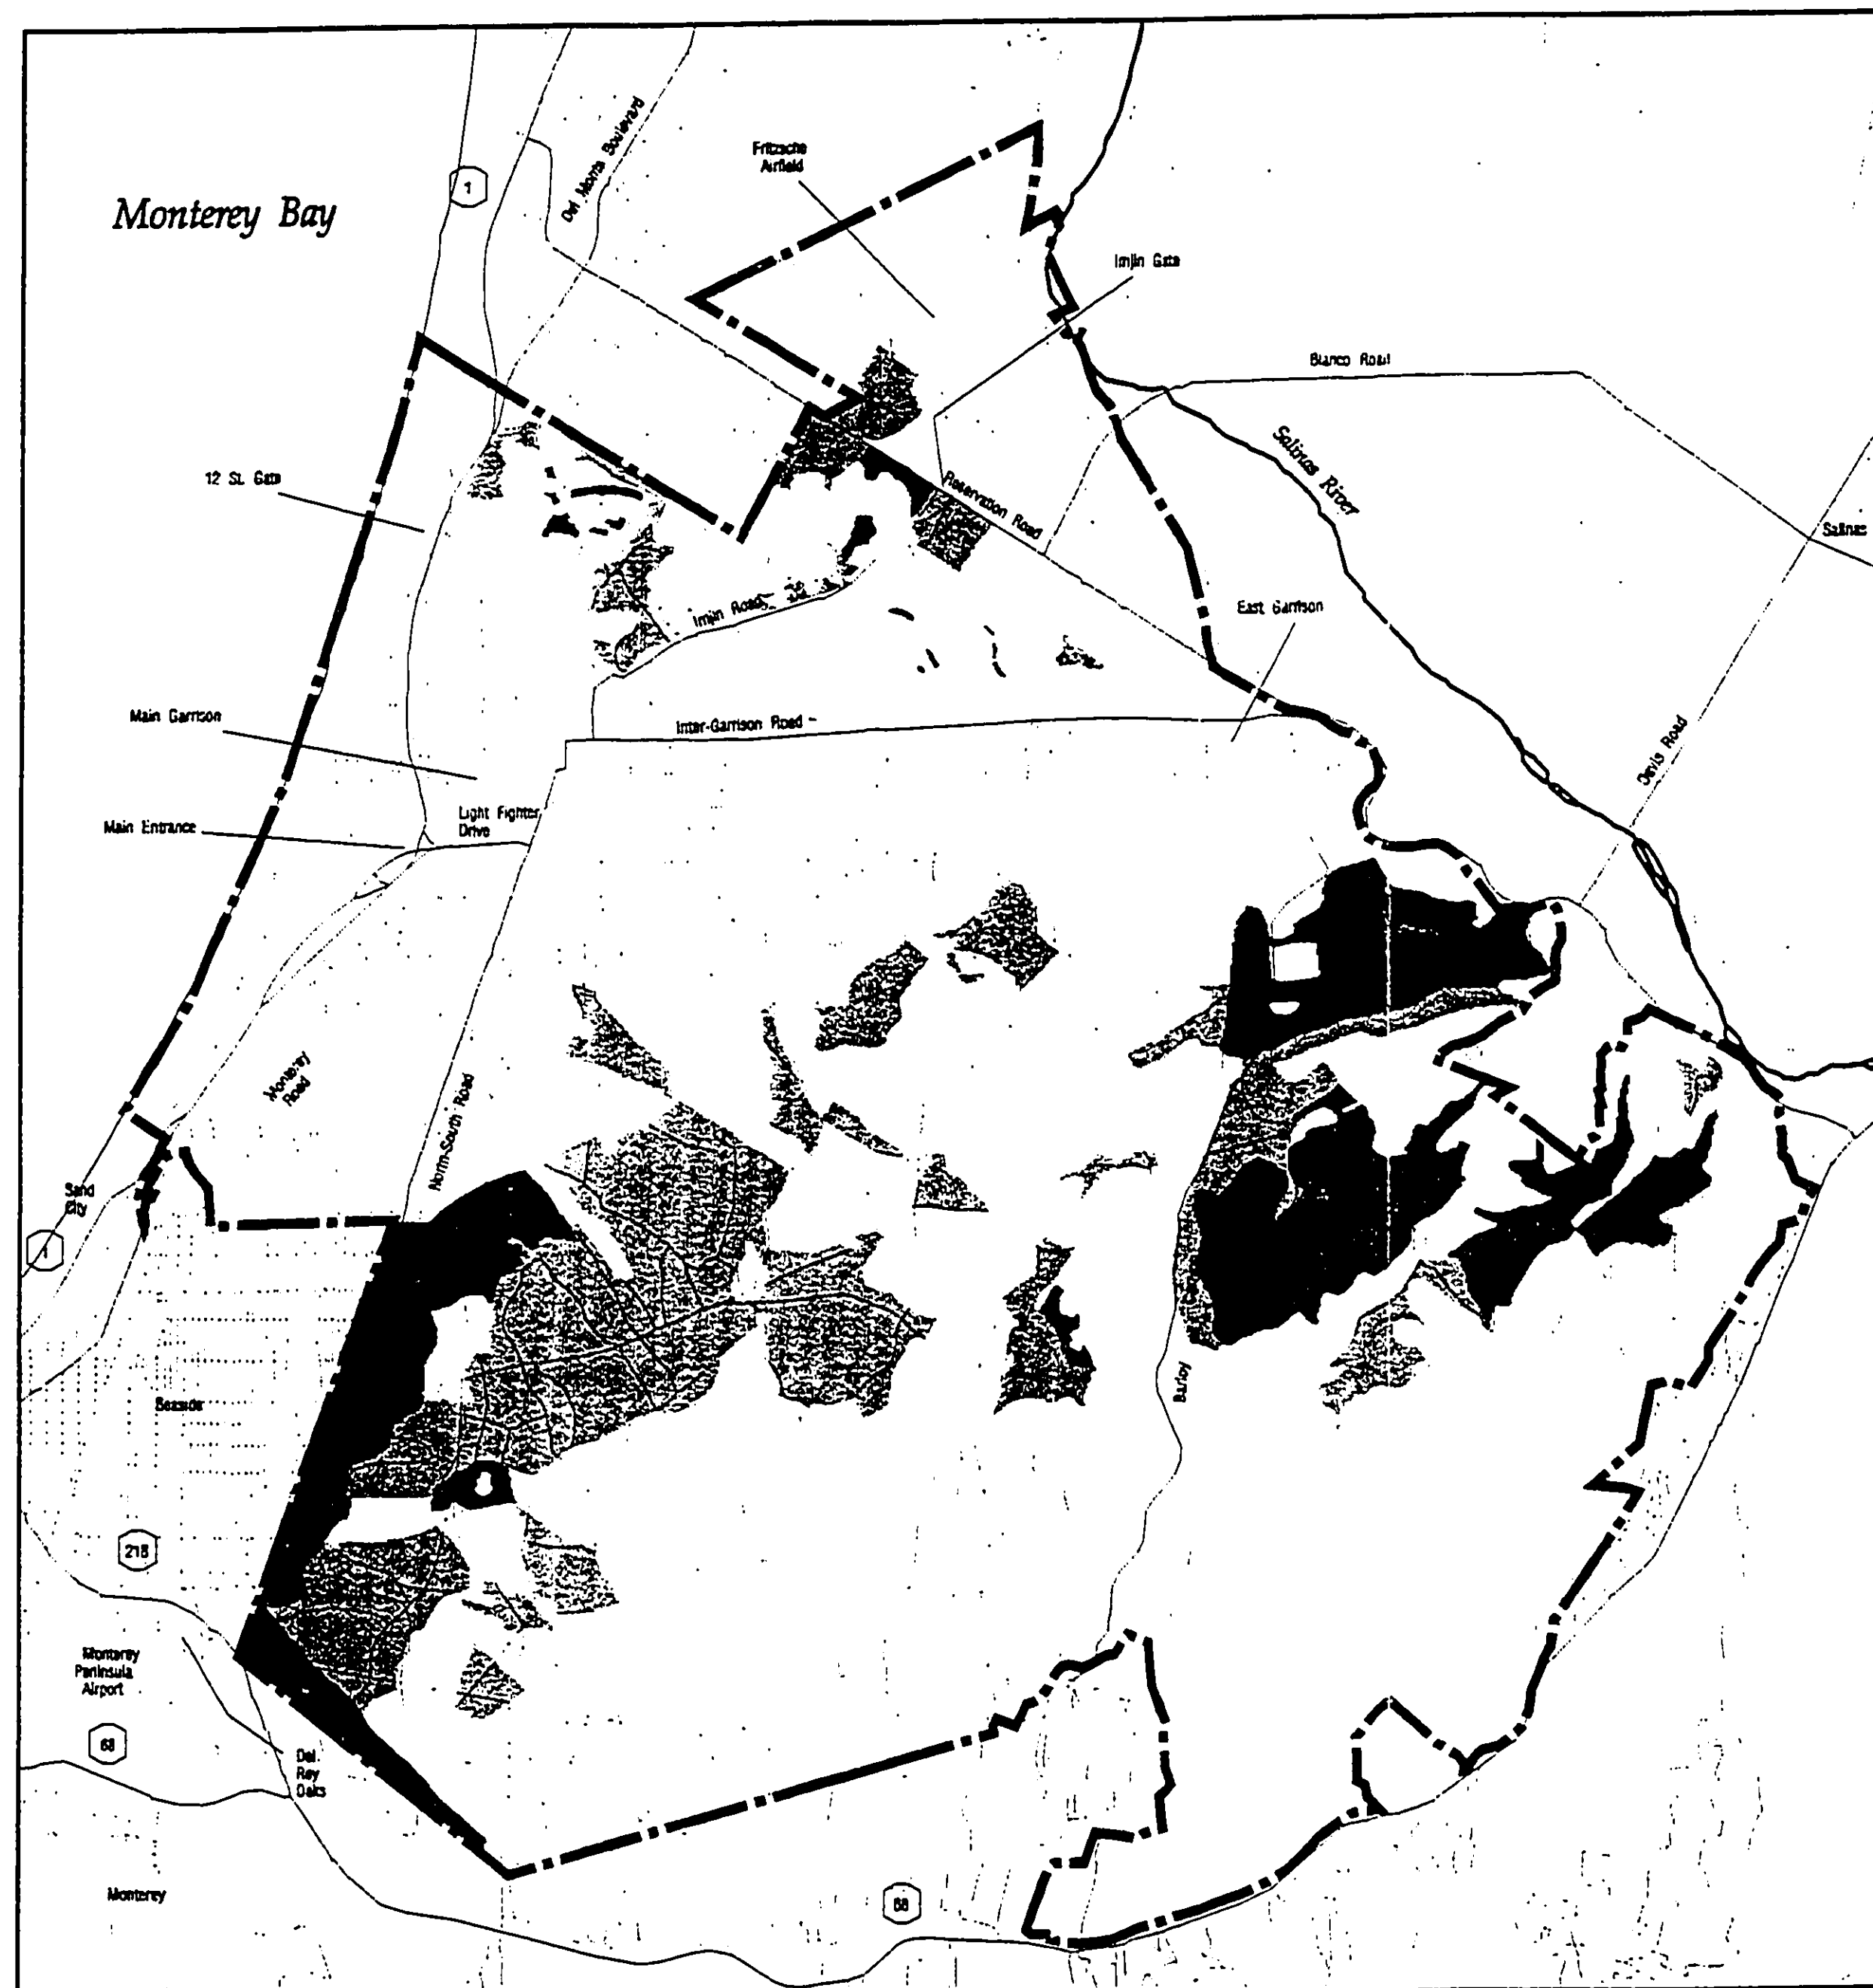 Monterey Bay
1
Del Monte Boulevard
Fritzsche
Airfield
Imjin Gate
Blanco Road
Salinas River
Salinas
12 St. Gate
Reservation Road
Imjin Road
East Garrison
Main Garrison
Inter-Garrison Road
Davis Road
Main Entrance
Light Fighter
Drive
Monterey
Road
North-South Road
Sand
City
1
Seaside
Barloy
218
Monterey
Peninsula
Airport
68
Del
Rey
Oaks
Monterey
68